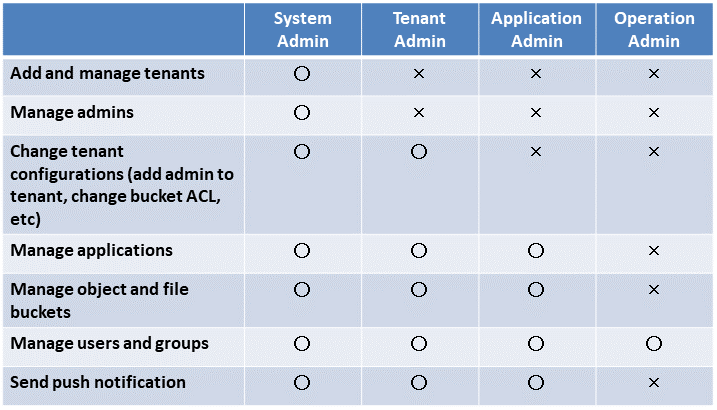 System Admin Tenant Admin Application Admin Operation Admin
Add and manage tenants ○ × × ×
Manage admins ○ × × ×
Change tenant configurations (add admin to tenant, change bucket ACL, etc) ○ ○ × ×
Manage applications ○ ○ ○ ×
Manage object and file buckets ○ ○ ○ ×
Manage users and groups ○ ○ ○ ○
Send push notification ○ ○ ○ ×